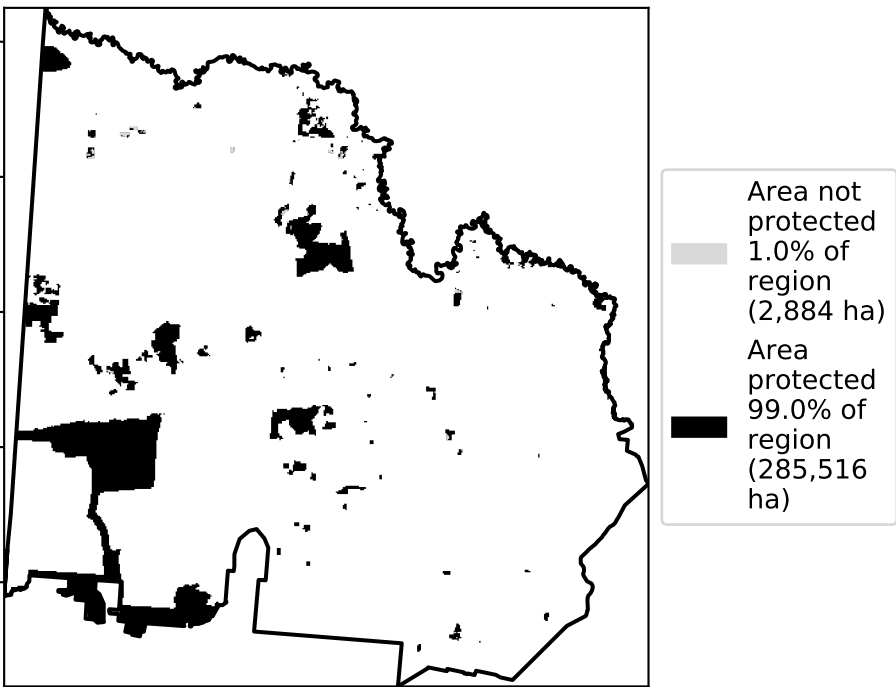 Area not
protected
1.0% of
region
(2,884 ha)
Area
protected
99.0% of
region
(285,516
ha)